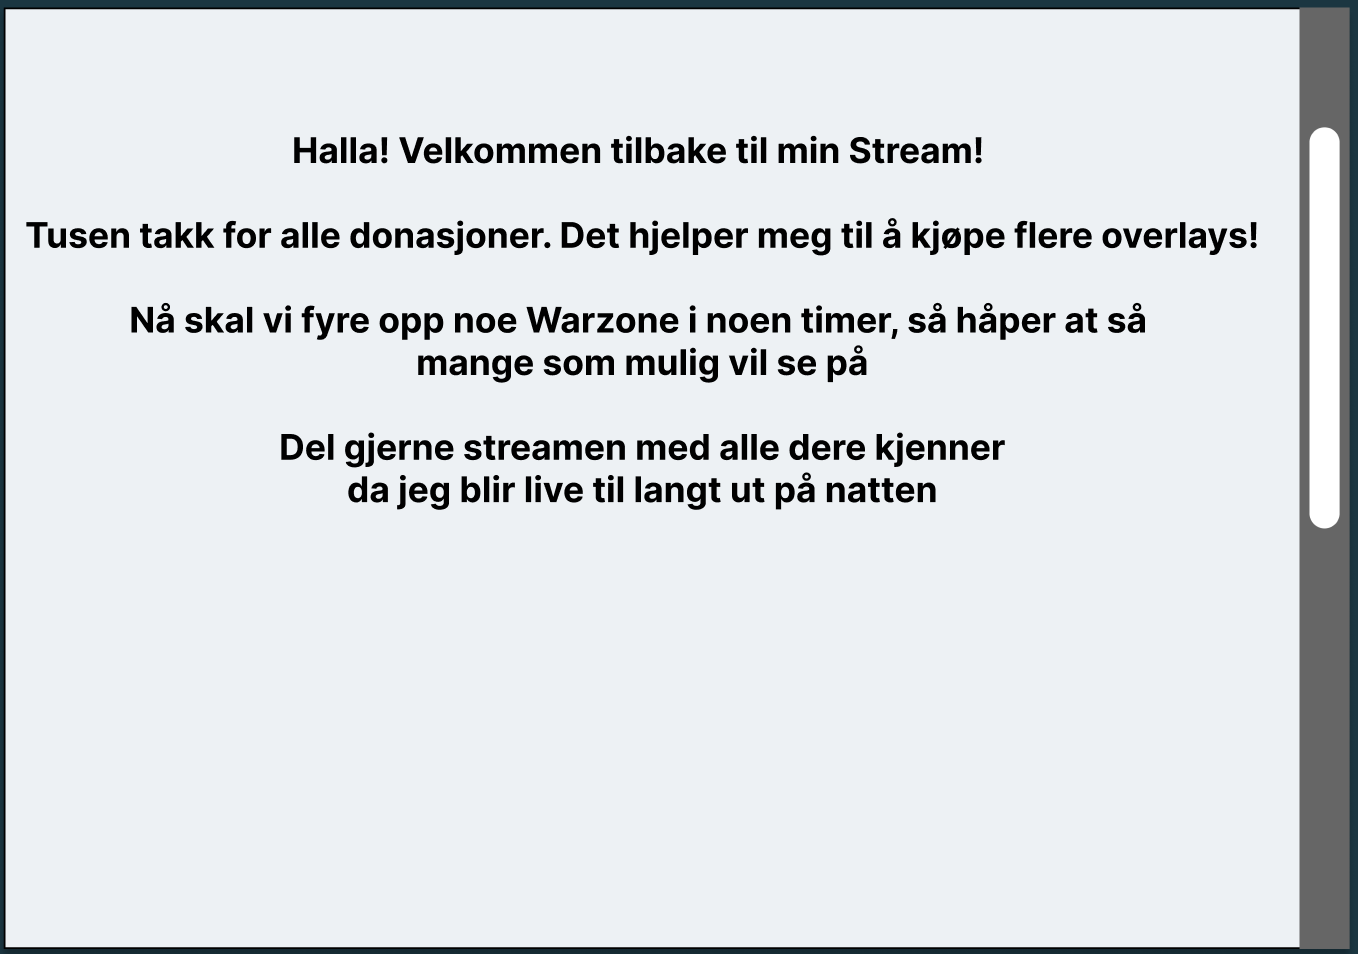 Halla! Velkommen tilbake til min Stream!
Tusen takk for alle donasjoner. Det hjelper meg til å kjøpe flere overlays!
Nå skal vi fyre opp noe Warzone i noen timer, så håper at så
mange som mulig vil se på
Del gjerne streamen med alle dere kjenner
da jeg blir live til langt ut på natten